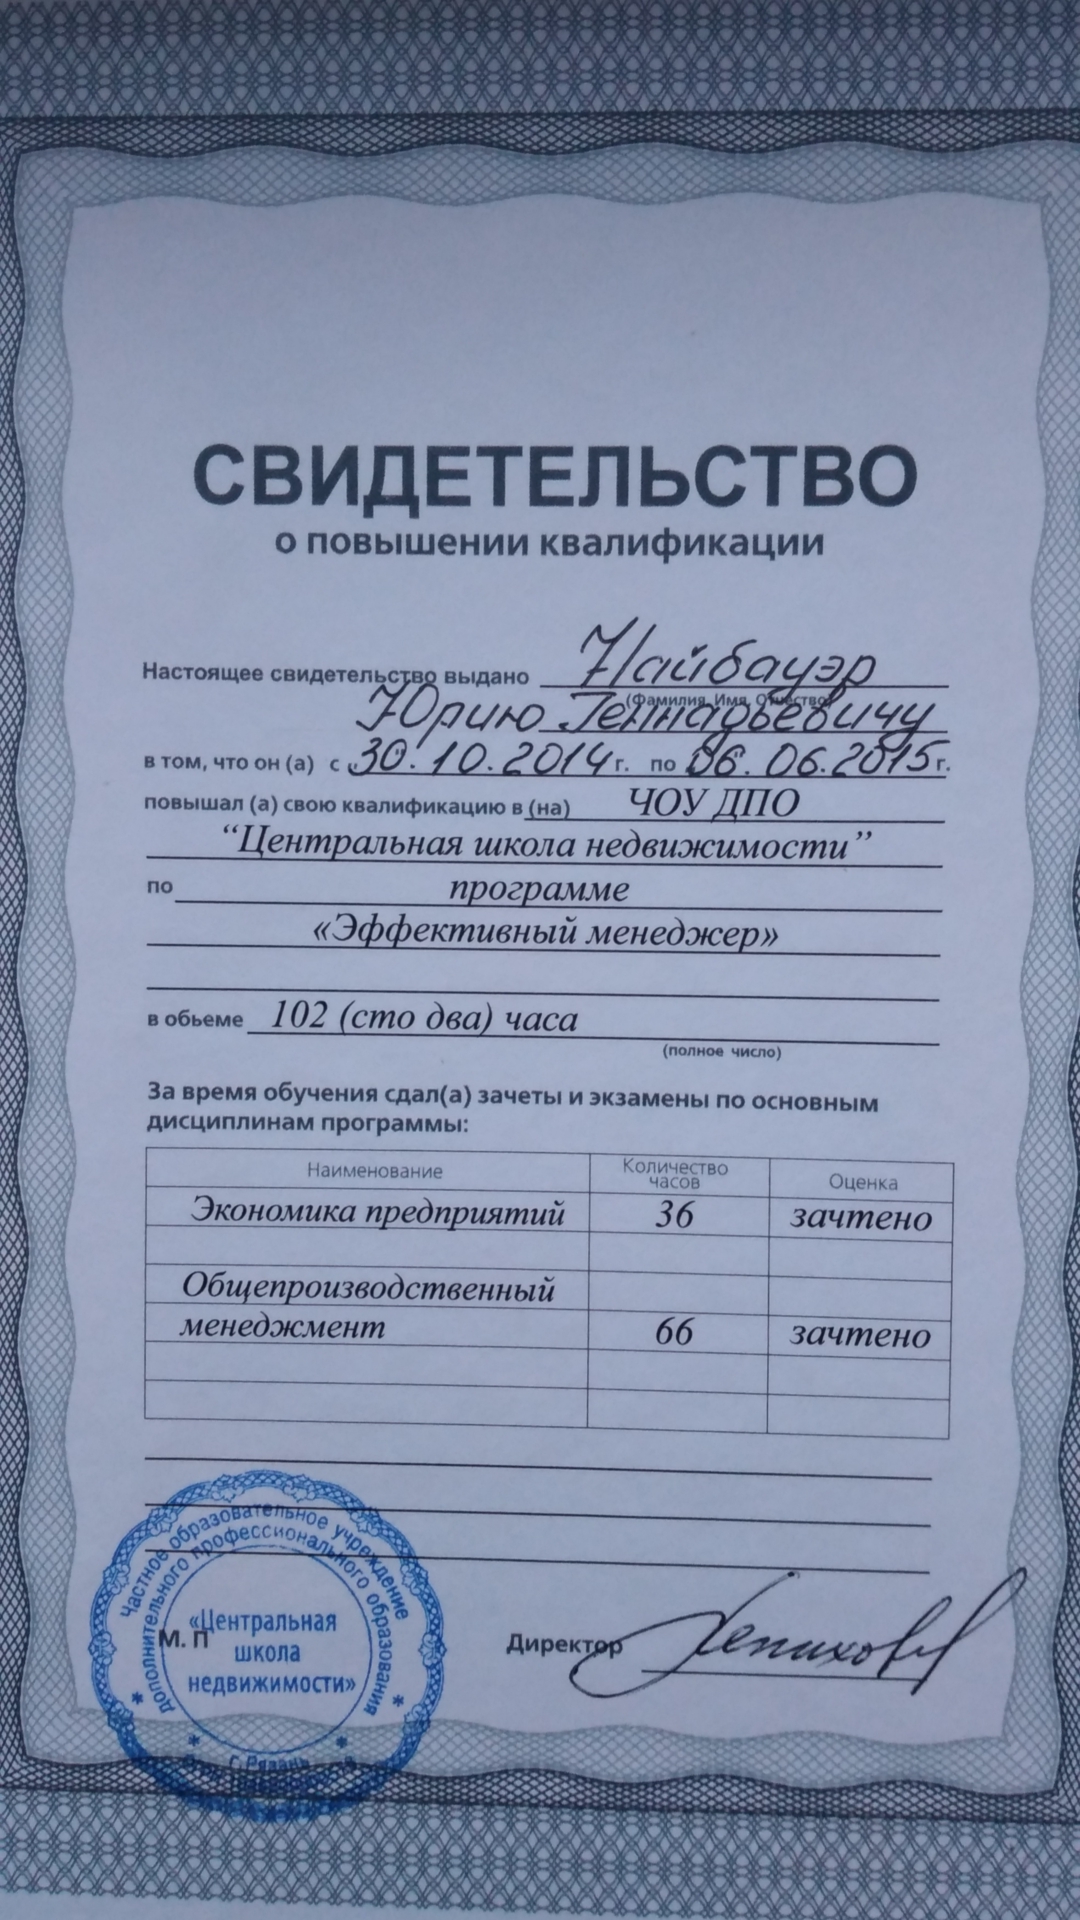 СВИДЕТЕЛЬСТВО
о повышении квалификации
Настоящее свидетельство выдано Найбауэр
(Фамилия, Имя, Отчество)
Юрию Геннадьевичу
в том, что он (а) с 30.10.2014 г. по 06.06.2015 г.
повышал (а) свою квалификацию в (на) ЧОУ ДПО
“Центральная школа недвижимости”
по программе
«Эффективный менеджер»
в обьеме 102 (сто два) часа
(полное число)
За время обучения сдал(а) зачеты и экзамены по основным
дисциплинам программы:
Наименование Количество часов Оценка
Экономика предприятий 36 зачтено
Общепроизводственный
менеджмент 66 зачтено
Частное образовательное учреждение
дополнительного профессионального образования
«Центральная
школа
недвижимости»
г. Рязань
М. П
Директор